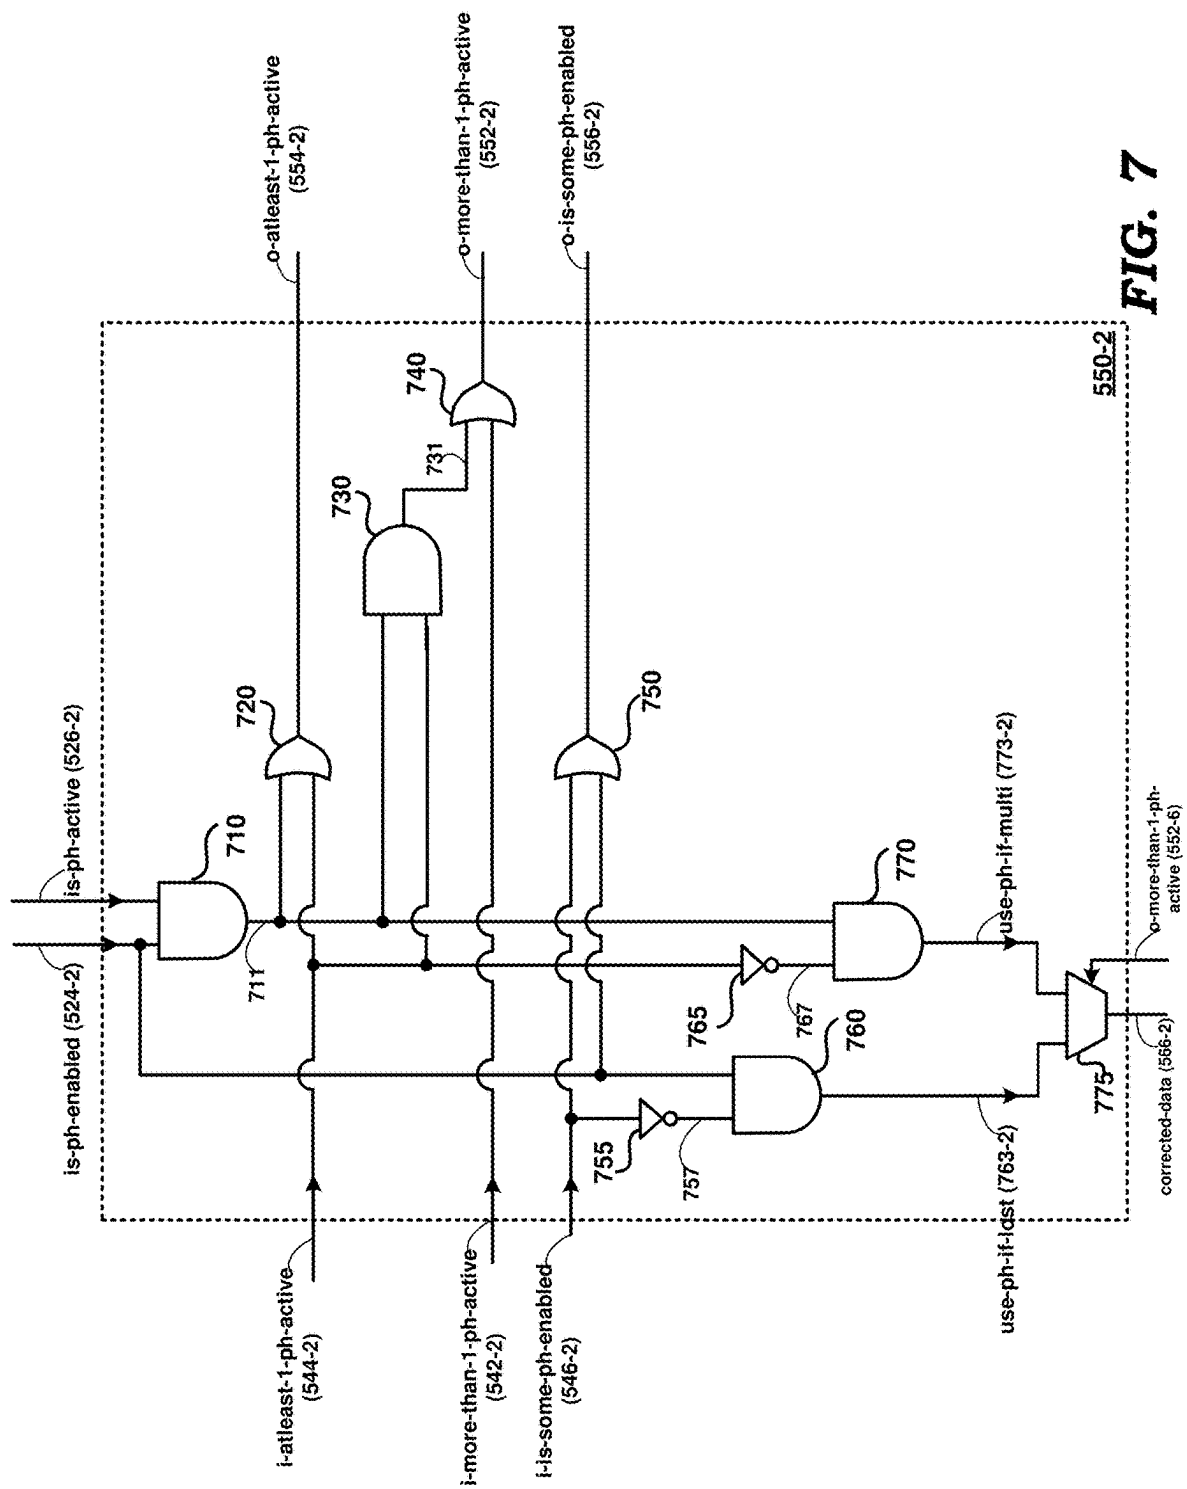 is-ph-enabled (524-2)
is-ph-active (526-2)
710
711
i-atleast-1-ph-active
(544-2)
720
o-atleast-1-ph-active
(554-2)
730
731
740
i-more-than-1-ph-active
(542-2)
o-more-than-1-ph-active
(552-2)
i-is-some-ph-enabled
(546-2)
750
o-is-some-ph-enabled
(556-2)
755
757
760
765
767
770
use-ph-if-lost (763-2)
use-ph-if-multi (773-2)
775
corrected-data (566-2)
o-more-than-1-ph-
active (552-6)
550-2
FIG. 7